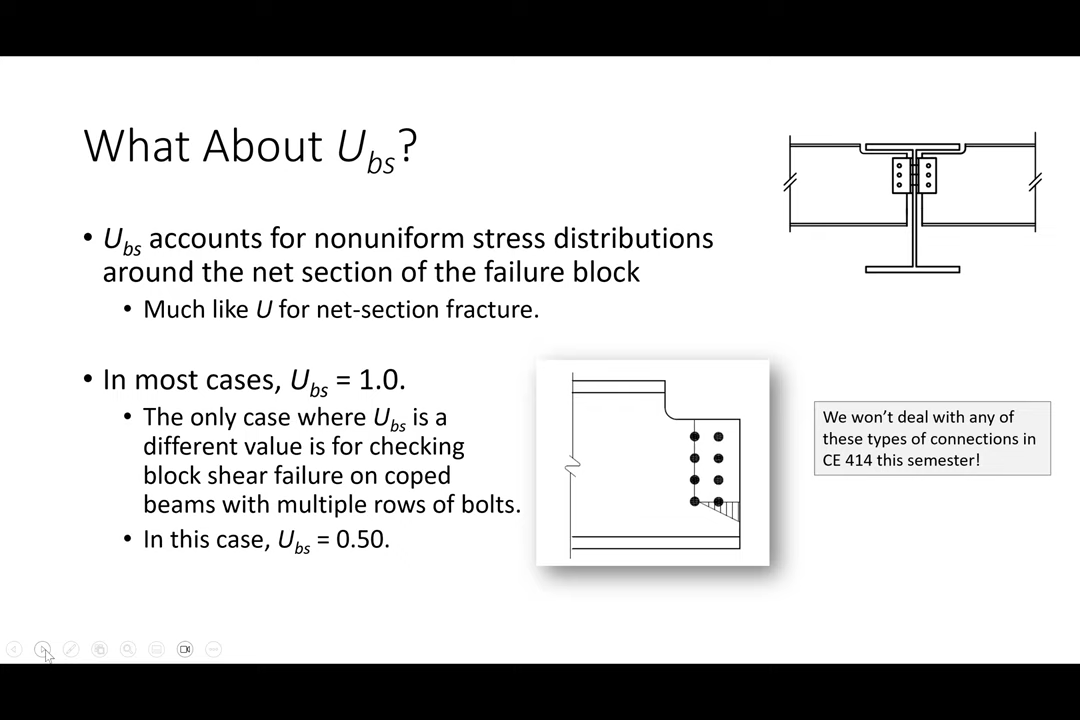 What About Ubs?
• Ubs accounts for nonuniform stress distributions
around the net section of the failure block
• Much like U for net-section fracture.
• In most cases, Ubs = 1.0.
• The only case where Ubs is a
different value is for checking
block shear failure on coped
beams with multiple rows of bolts.
• In this case, Ubs = 0.50.
We won’t deal with any of
these types of connections in
CE 414 this semester!